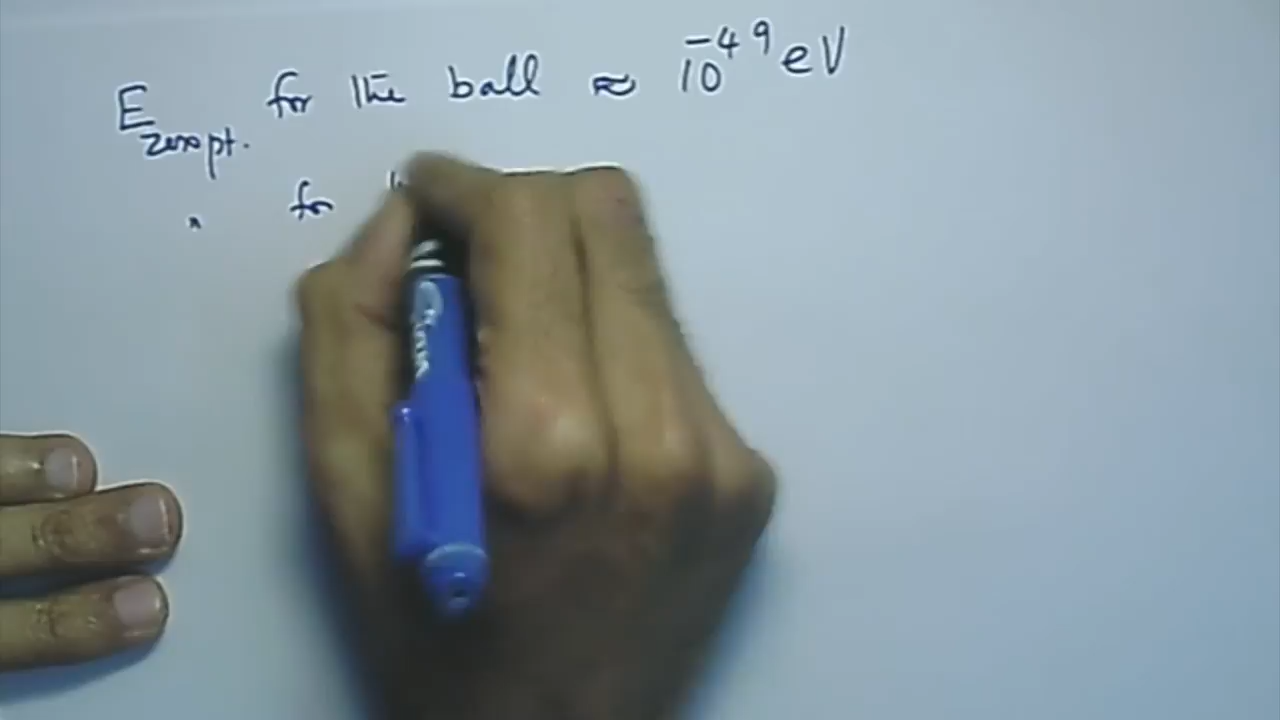 E zero pt. for the ball ≈ 10⁻⁴⁹ eV
" for